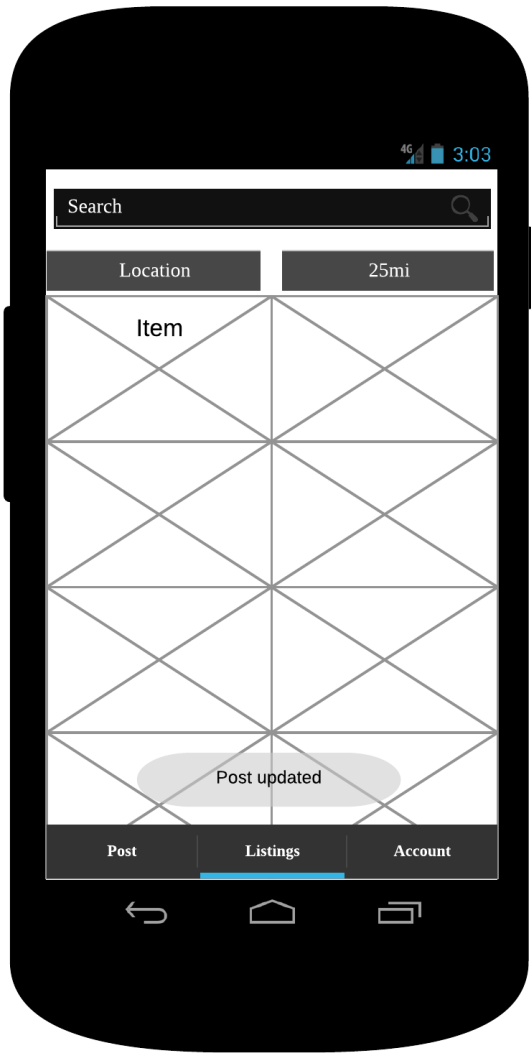 4G 3:03
Search
Location 25mi
Item
Post updated
Post Listings Account